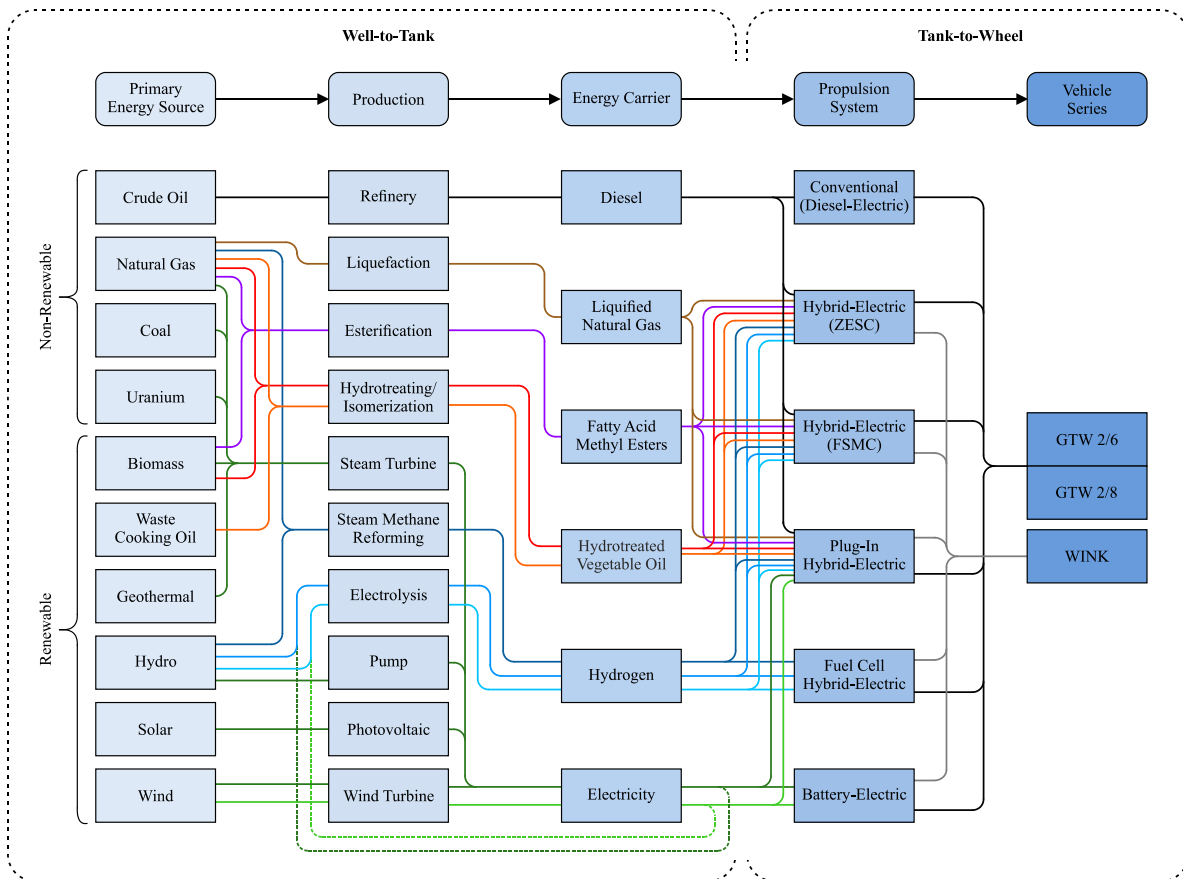 Well-to-Tank
Tank-to-Wheel
Primary
Energy Source
Production
Energy Carrier
Propulsion
System
Vehicle
Series
Non-Renewable
Renewable
Crude Oil
Natural Gas
Coal
Uranium
Biomass
Waste
Cooking Oil
Geothermal
Hydro
Solar
Wind
Refinery
Liquefaction
Esterification
Hydrotreating/
Isomerization
Steam Turbine
Steam Methane
Reforming
Electrolysis
Pump
Photovoltaic
Wind Turbine
Diesel
Liquified
Natural Gas
Fatty Acid
Methyl Esters
Hydrotreated
Vegetable Oil
Hydrogen
Electricity
Conventional
(Diesel-Electric)
Hybrid-Electric
(ZESC)
Hybrid-Electric
(FSMC)
Plug-In
Hybrid-Electric
Fuel Cell
Hybrid-Electric
Battery-Electric
GTW 2/6
GTW 2/8
WINK